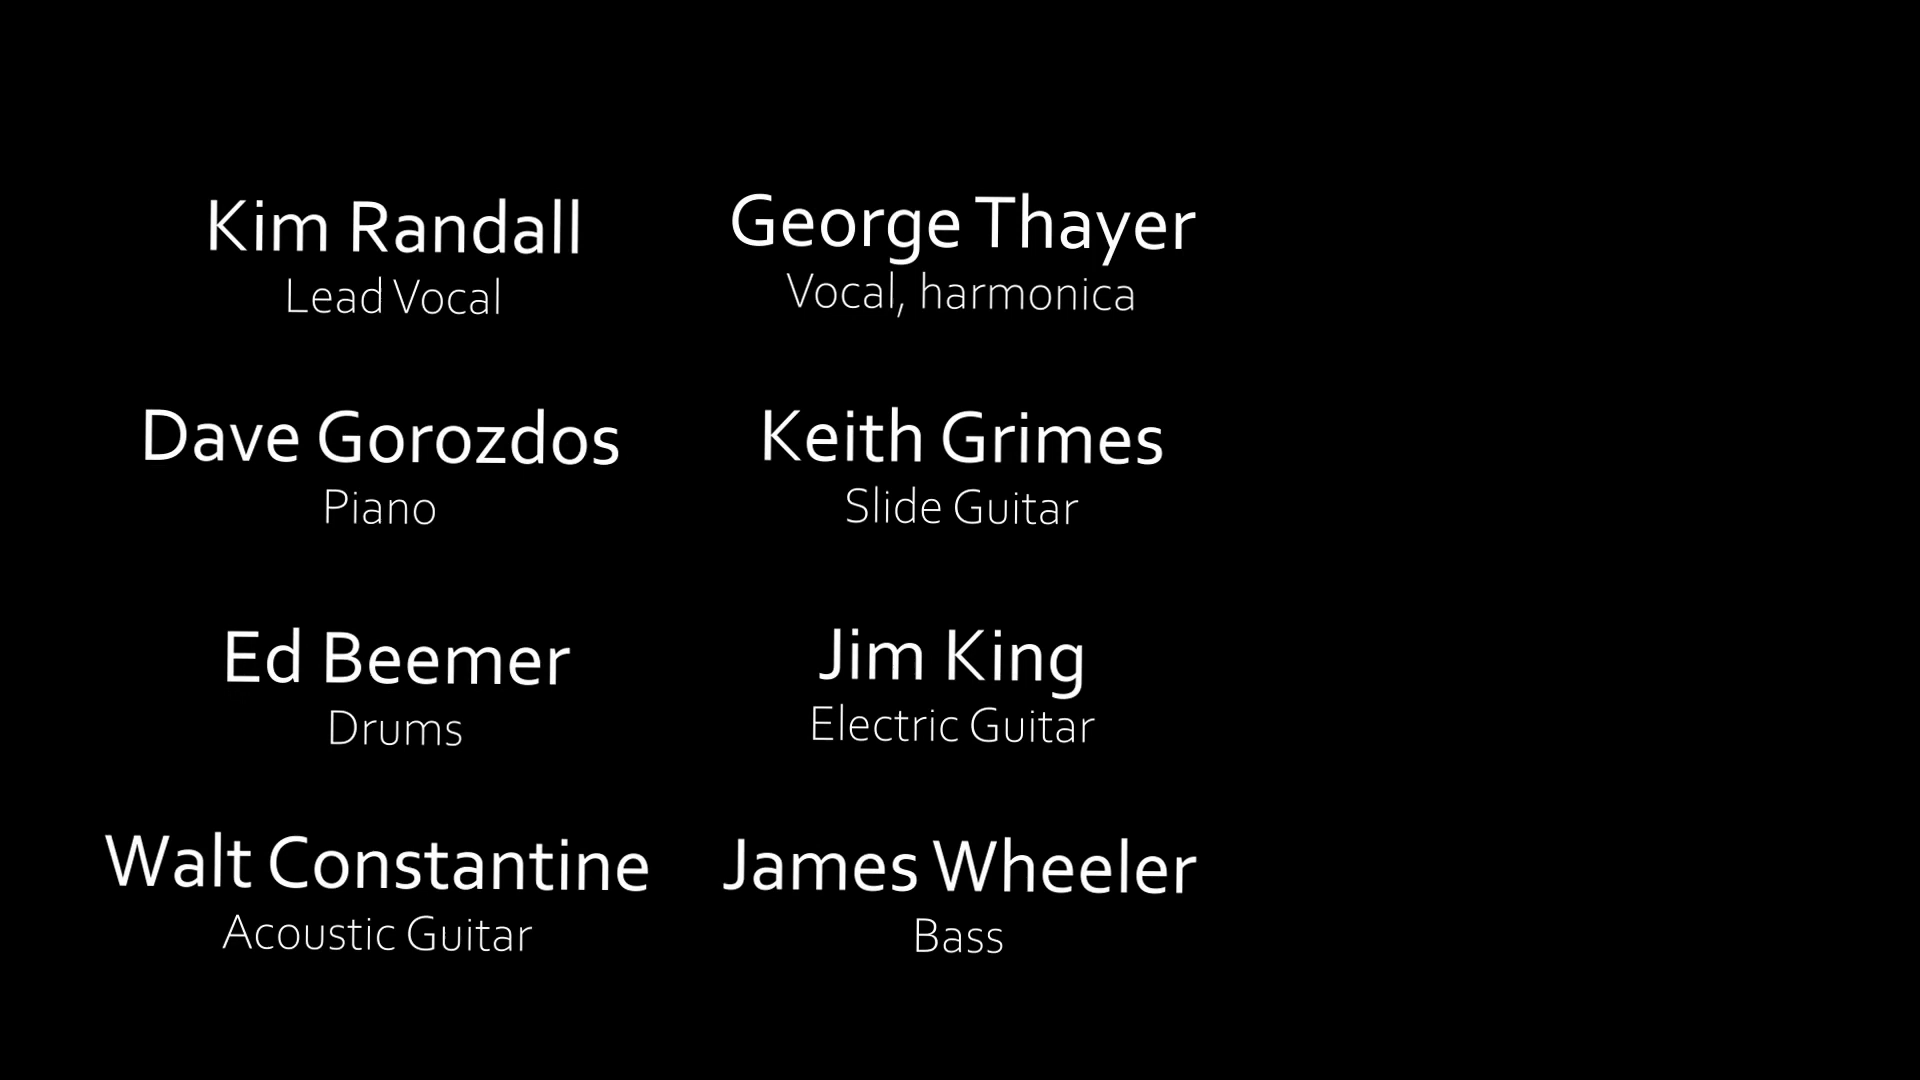 Kim Randall
Lead Vocal
George Thayer
Vocal, harmonica
Dave Gorozdos
Piano
Keith Grimes
Slide Guitar
Ed Beemer
Drums
Jim King
Electric Guitar
Walt Constantine
Acoustic Guitar
James Wheeler
Bass